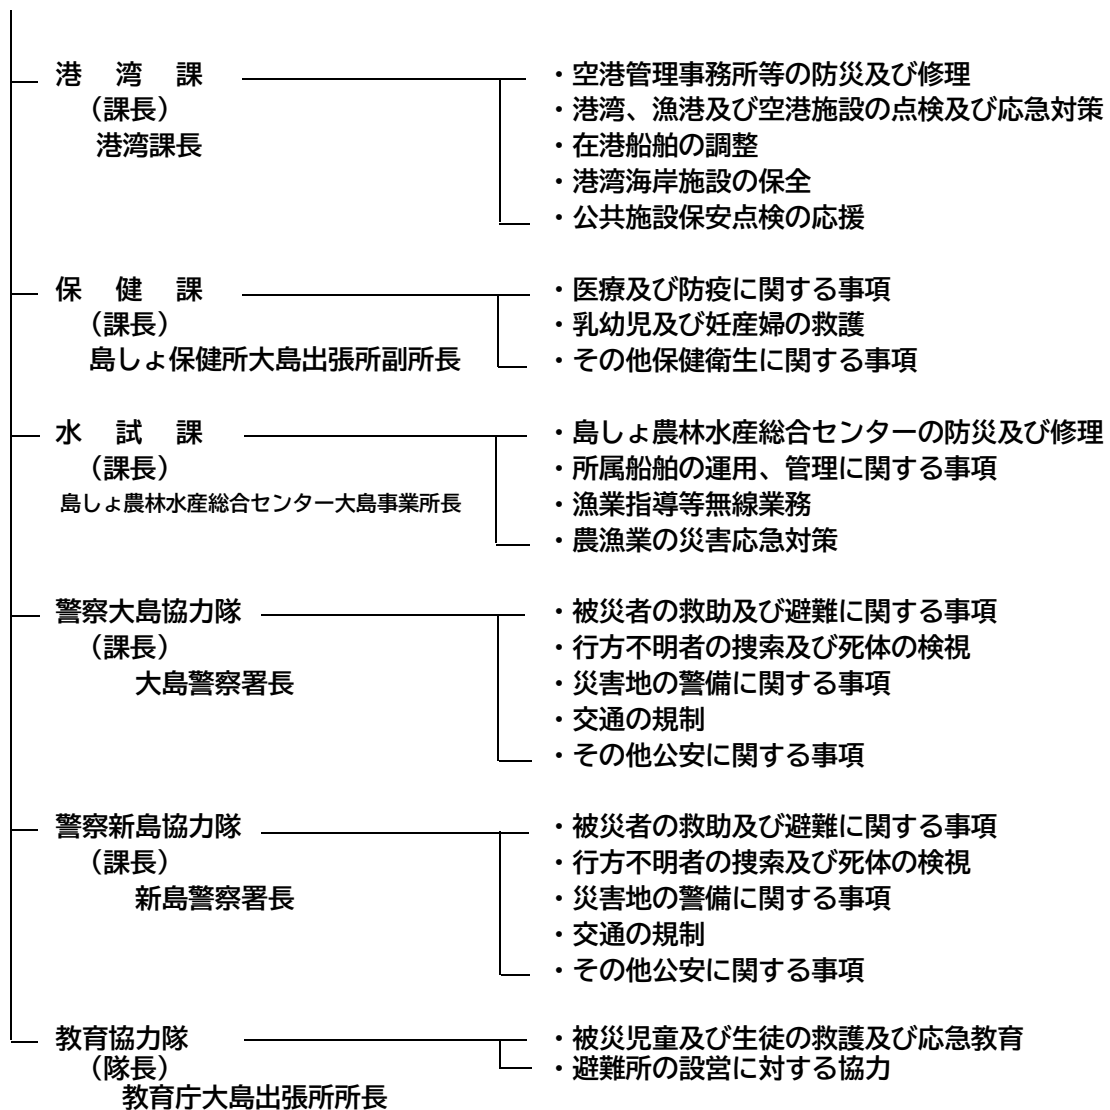 港 湾 課 ・空港管理事務所等の防災及び修理
（課長） ・港湾、漁港及び空港施設の点検及び応急対策
港湾課長 ・在港船舶の調整
・港湾海岸施設の保全
・公共施設保安点検の応援
保 健 課 ・医療及び防疫に関する事項
（課長） ・乳幼児及び妊産婦の救護
島しょ保健所大島出張所副所長 ・その他保健衛生に関する事項
水 試 課 ・島しょ農林水産総合センターの防災及び修理
（課長） ・所属船舶の運用、管理に関する事項
島しょ農林水産総合センター大島事業所長 ・漁業指導等無線業務
・農漁業の災害応急対策
警察大島協力隊 ・被災者の救助及び避難に関する事項
（課長） ・行方不明者の捜索及び死体の検視
大島警察署長 ・災害地の警備に関する事項
・交通の規制
・その他公安に関する事項
警察新島協力隊 ・被災者の救助及び避難に関する事項
（課長） ・行方不明者の捜索及び死体の検視
新島警察署長 ・災害地の警備に関する事項
・交通の規制
・その他公安に関する事項
教育協力隊 ・被災児童及び生徒の救護及び応急教育
（隊長） ・避難所の設営に対する協力
教育庁大島出張所所長